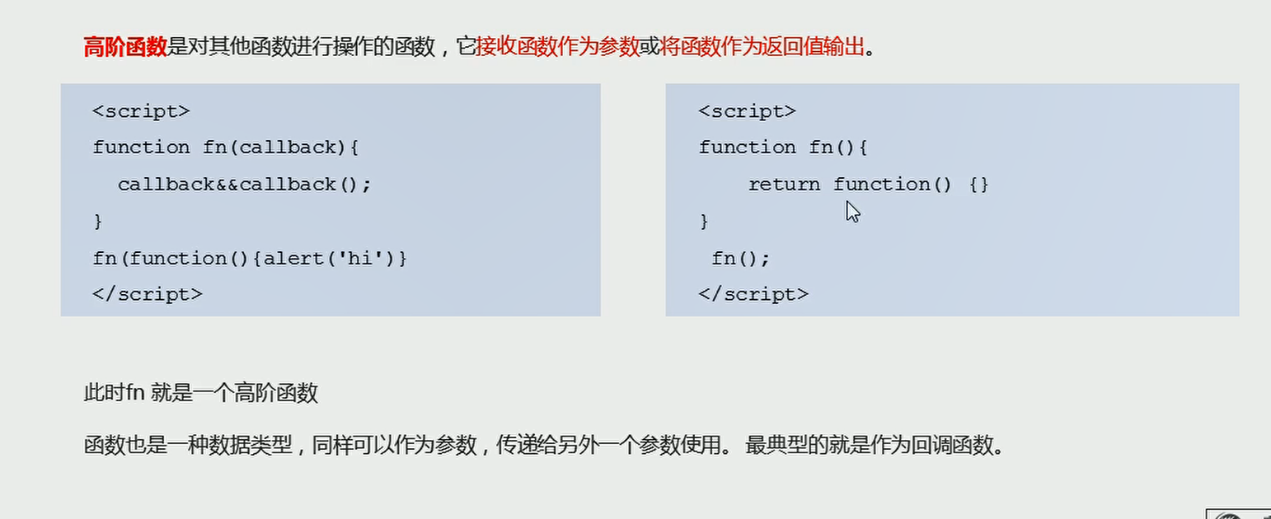 高阶函数是对其他函数进行操作的函数，它接收函数作为参数或将函数作为返回值输出。
<script>
function fn(callback){
callback&&callback();
}
fn(function(){alert('hi')}
</script>
<script>
function fn(){
return function() {}
}
fn();
</script>
此时fn 就是一个高阶函数
函数也是一种数据类型，同样可以作为参数，传递给另外一个参数使用。 最典型的就是作为回调函数。